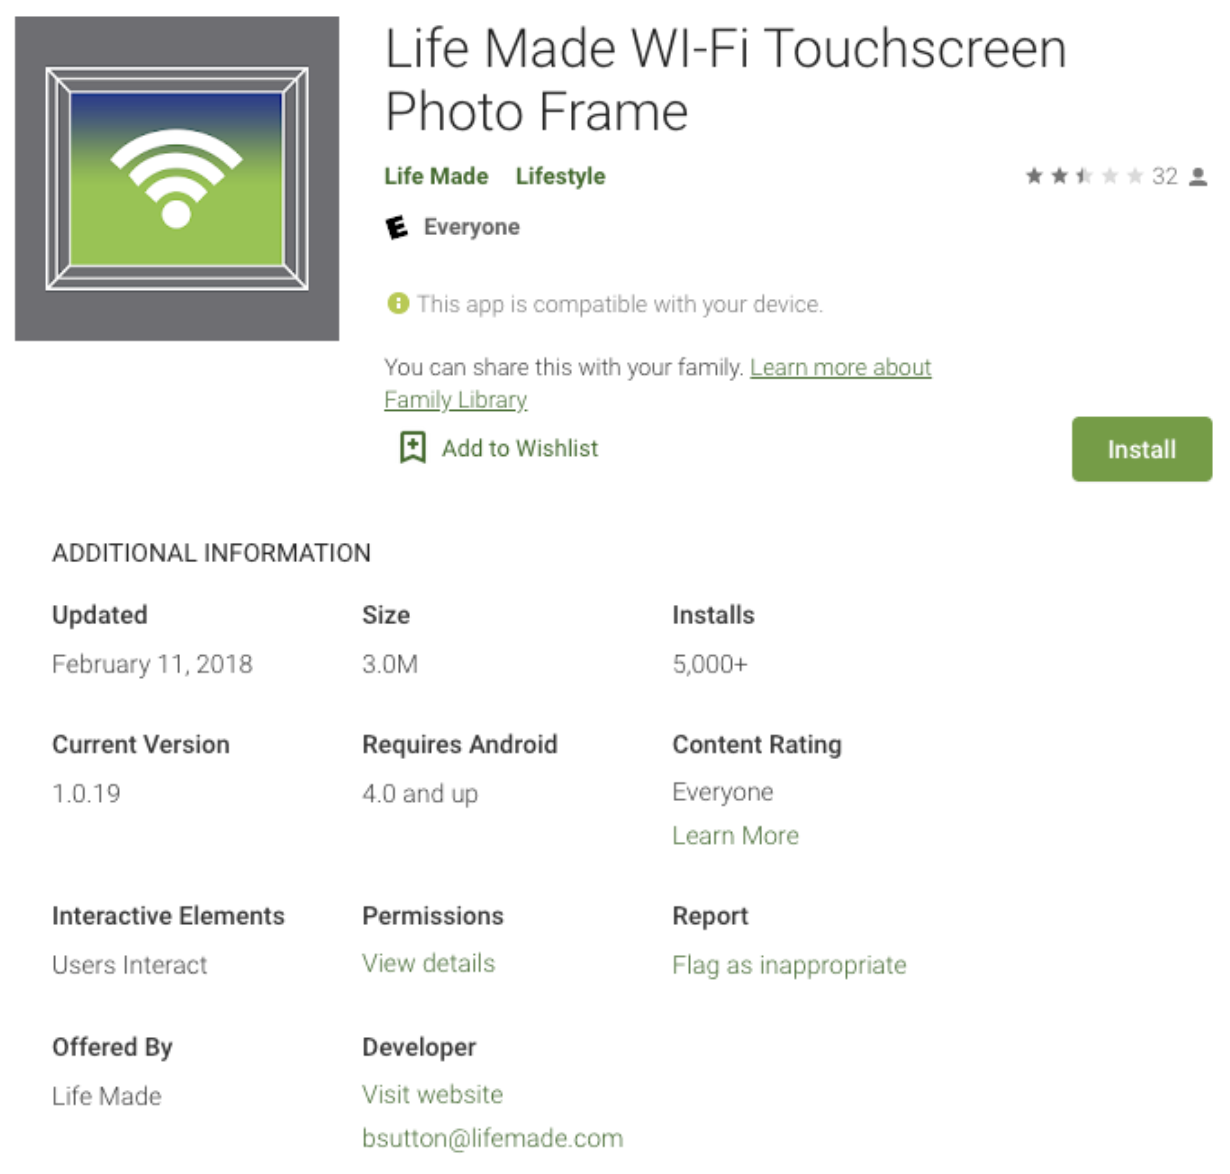 Life Made WI-Fi Touchscreen
Photo Frame
Life Made Lifestyle 32
E Everyone
This app is compatible with your device.
You can share this with your family. Learn more about
Family Library
Add to Wishlist
Install
ADDITIONAL INFORMATION
Updated Size Installs
February 11, 2018 3.0M 5,000+
Current Version Requires Android Content Rating
1.0.19 4.0 and up Everyone
Learn More
Interactive Elements Permissions Report
Users Interact View details Flag as inappropriate
Offered By Developer
Life Made Visit website
bsutton@lifemade.com